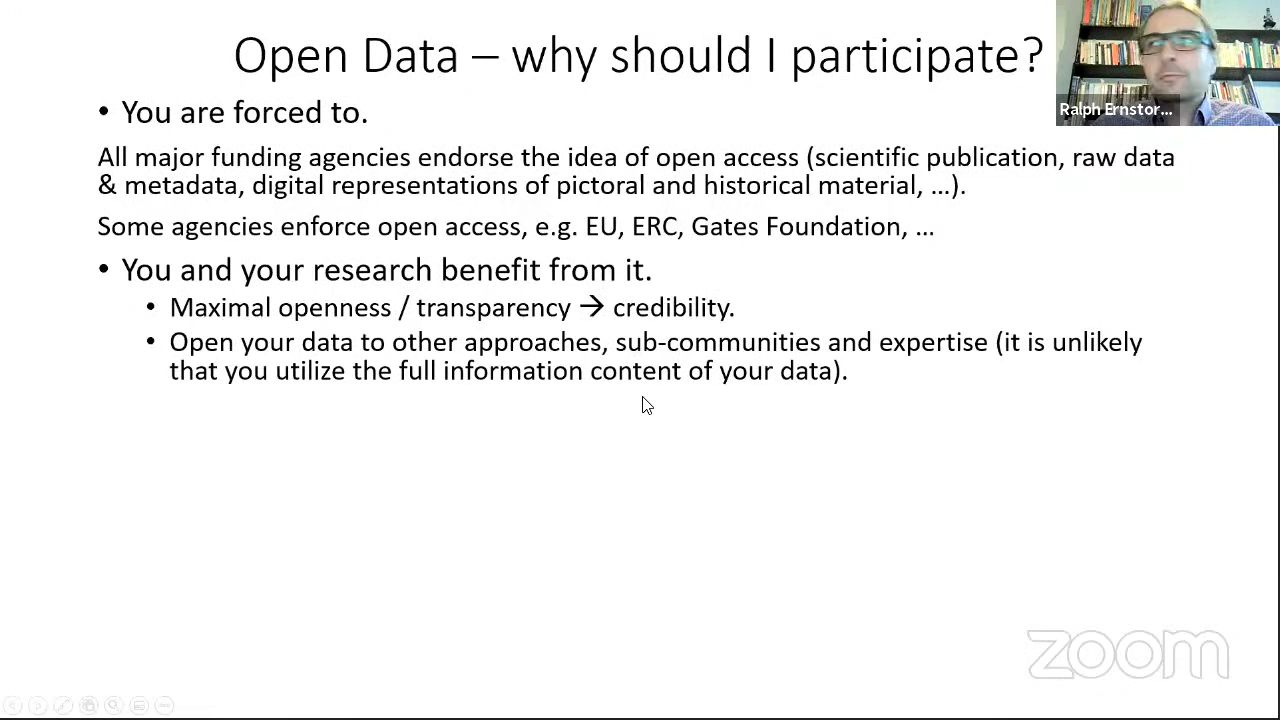 Open Data – why should I participate?
Ralph Ernstor...
• You are forced to.
All major funding agencies endorse the idea of open access (scientific publication, raw data
& metadata, digital representations of pictoral and historical material, …).
Some agencies enforce open access, e.g. EU, ERC, Gates Foundation, …
• You and your research benefit from it.
• Maximal openness / transparency → credibility.
• Open your data to other approaches, sub-communities and expertise (it is unlikely
that you utilize the full information content of your data).
zoom